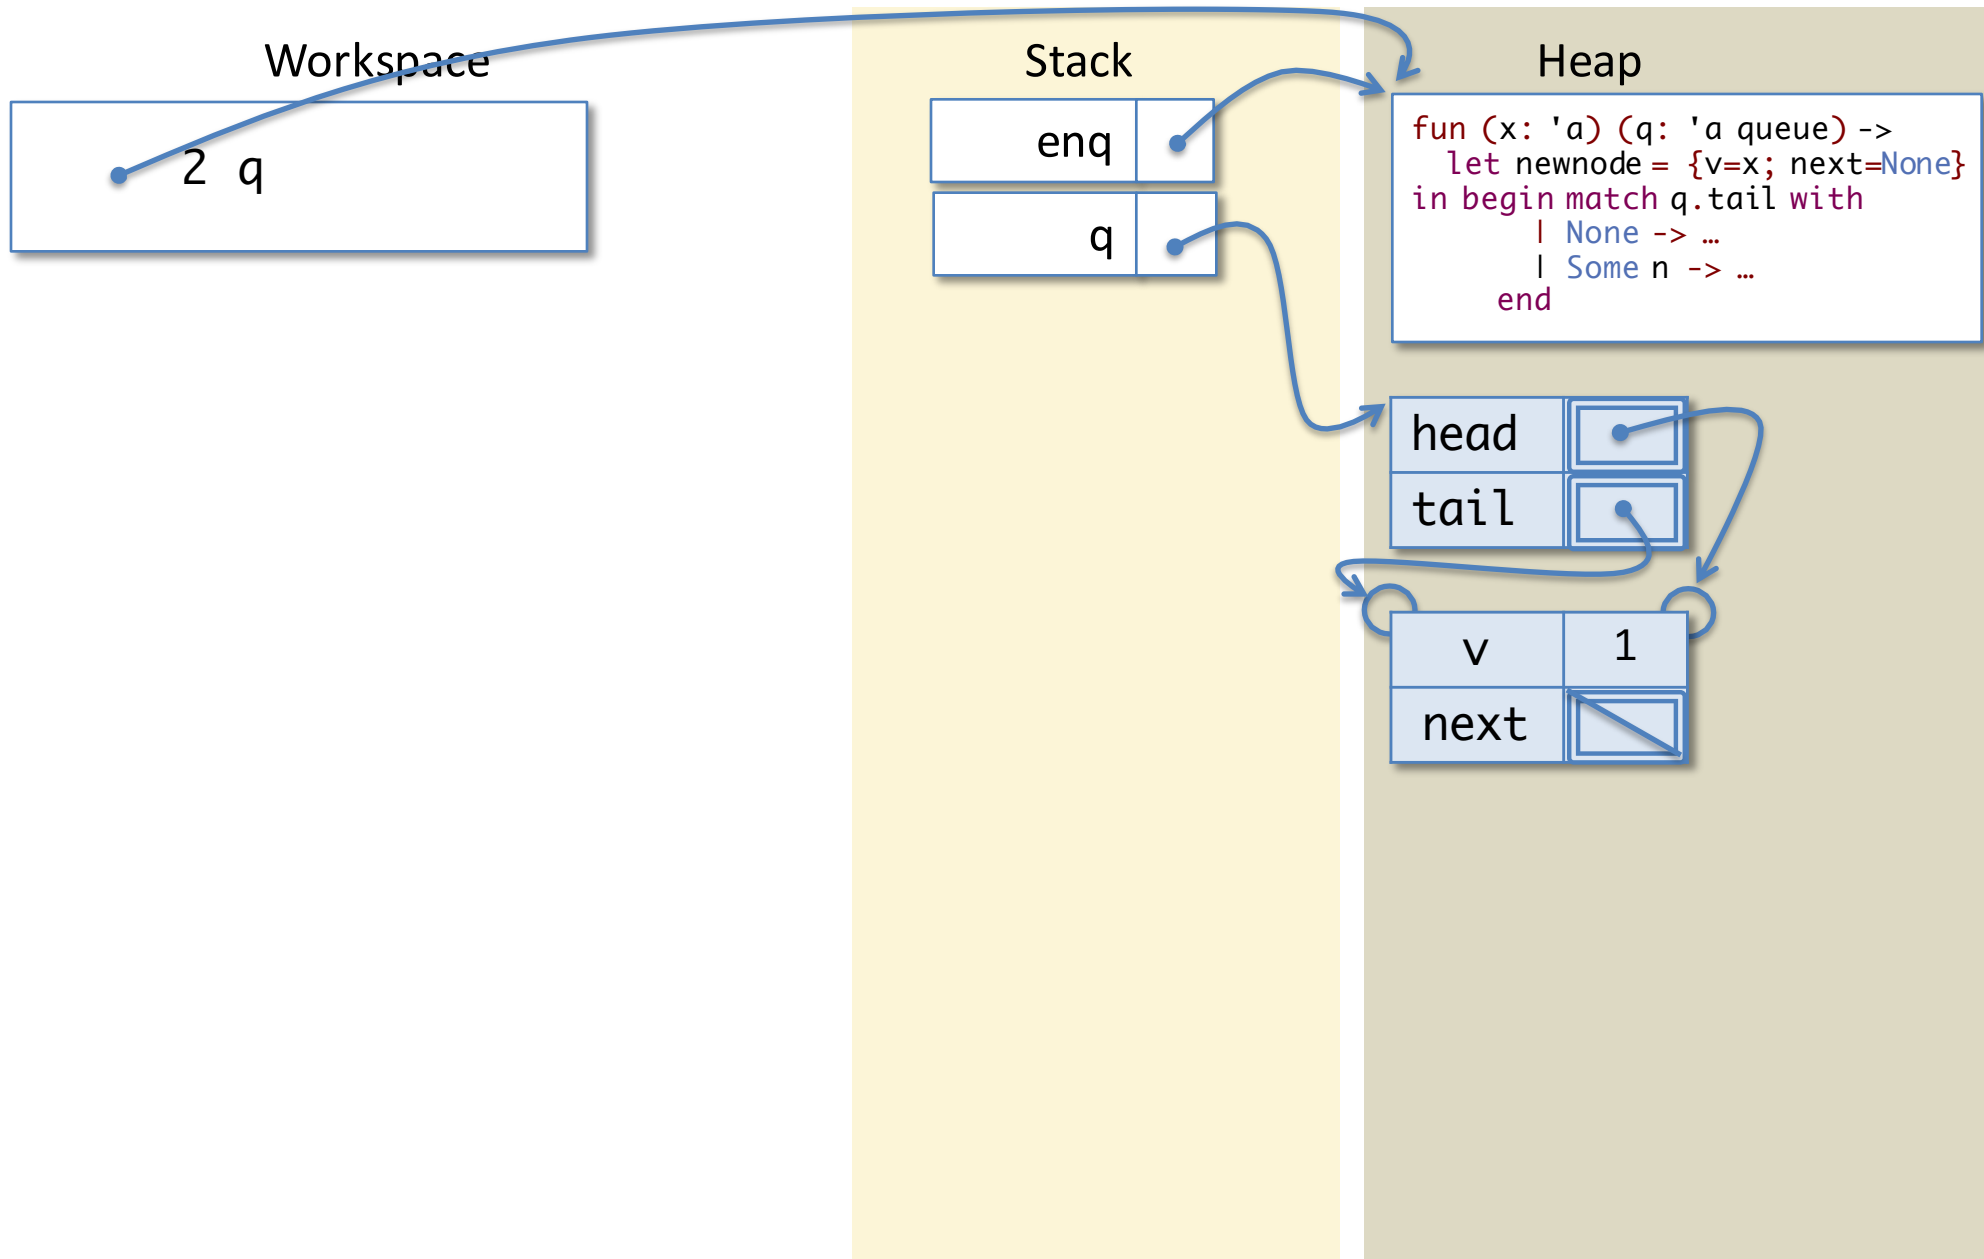 Workspace
Stack
Heap
2 q
enq
q
fun (x: 'a) (q: 'a queue) ->
let newnode = {v=x; next=None}
in begin match q.tail with
| None -> …
| Some n -> …
end
head
tail
v 1
next